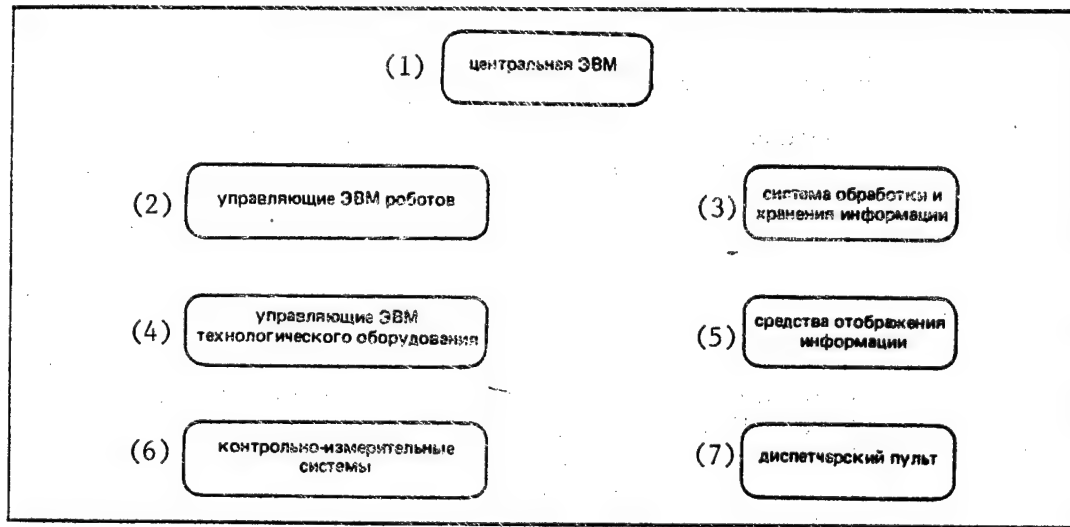 (1) центральная ЭВМ
(2) управляющие ЭВМ роботов
(3) система обработки и
хранения информации
(4) управляющие ЭВМ
технологического оборудования
(5) средства отображения
информации
(6) контрольно-измерительные
системы
(7) диспетчерский пульт